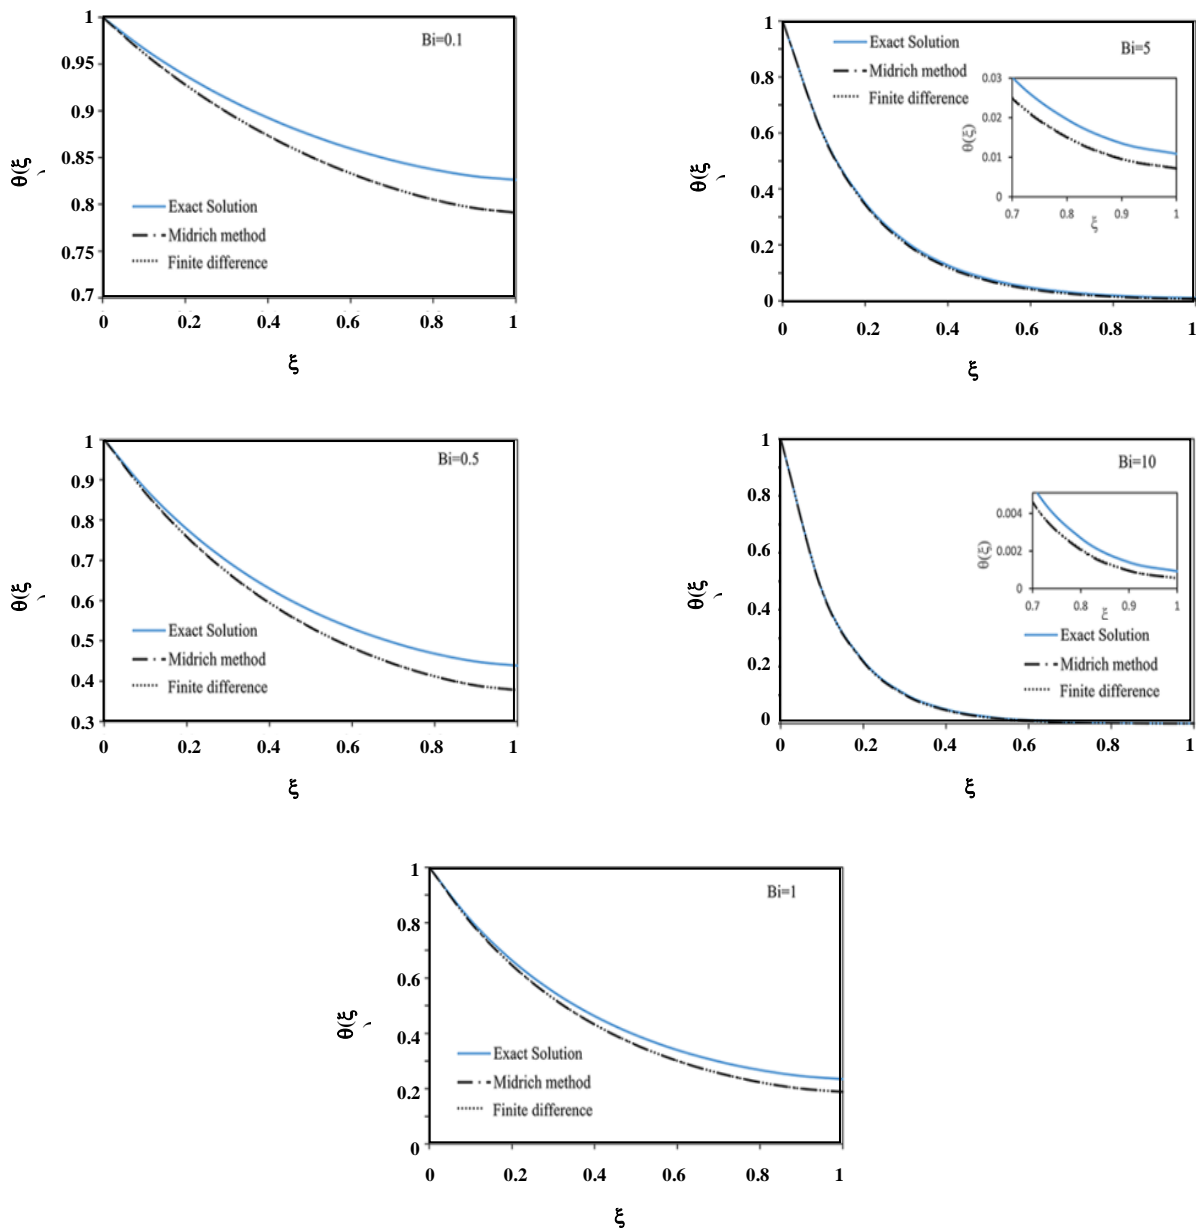 1
0.95
0.9
0.85
0.8
0.75
0.7
Bi=0.1
θ(ξ
Exact Solution
Midrich method
Finite difference
0 0.2 0.4 0.6 0.8 1
ξ
1
0.8
0.6
0.4
0.2
0
Exact Solution
Midrich method
Finite difference
Bi=5
θ(ξ
0.03
0.02
0.01
0
θ(ξ)
0.7 0.8 0.9 1
ξ
0 0.2 0.4 0.6 0.8 1
ξ
1
0.9
0.8
0.7
0.6
0.5
0.4
0.3
Bi=0.5
θ(ξ
Exact Solution
Midrich method
Finite difference
0 0.2 0.4 0.6 0.8 1
ξ
1
0.8
0.6
0.4
0.2
0
Bi=10
θ(ξ
0.004
0.002
0
θ(ξ)
0.7 0.8 0.9 1
ξ
Exact Solution
Midrich method
Finite difference
0 0.2 0.4 0.6 0.8 1
ξ
1
0.8
0.6
0.4
0.2
0
Bi=1
θ(ξ
Exact Solution
Midrich method
Finite difference
0 0.2 0.4 0.6 0.8 1
ξ